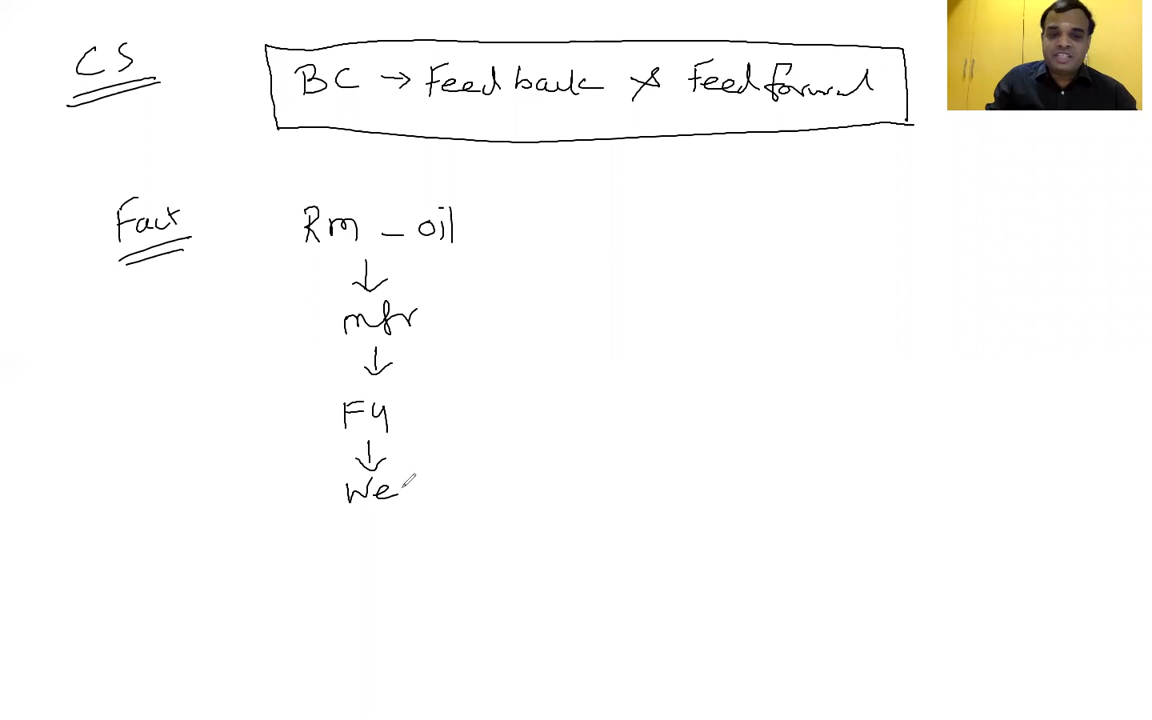 CS
BC → Feedback & Feedforward
Fact
Rm - oil
↓
mfr
↓
FG
↓
We